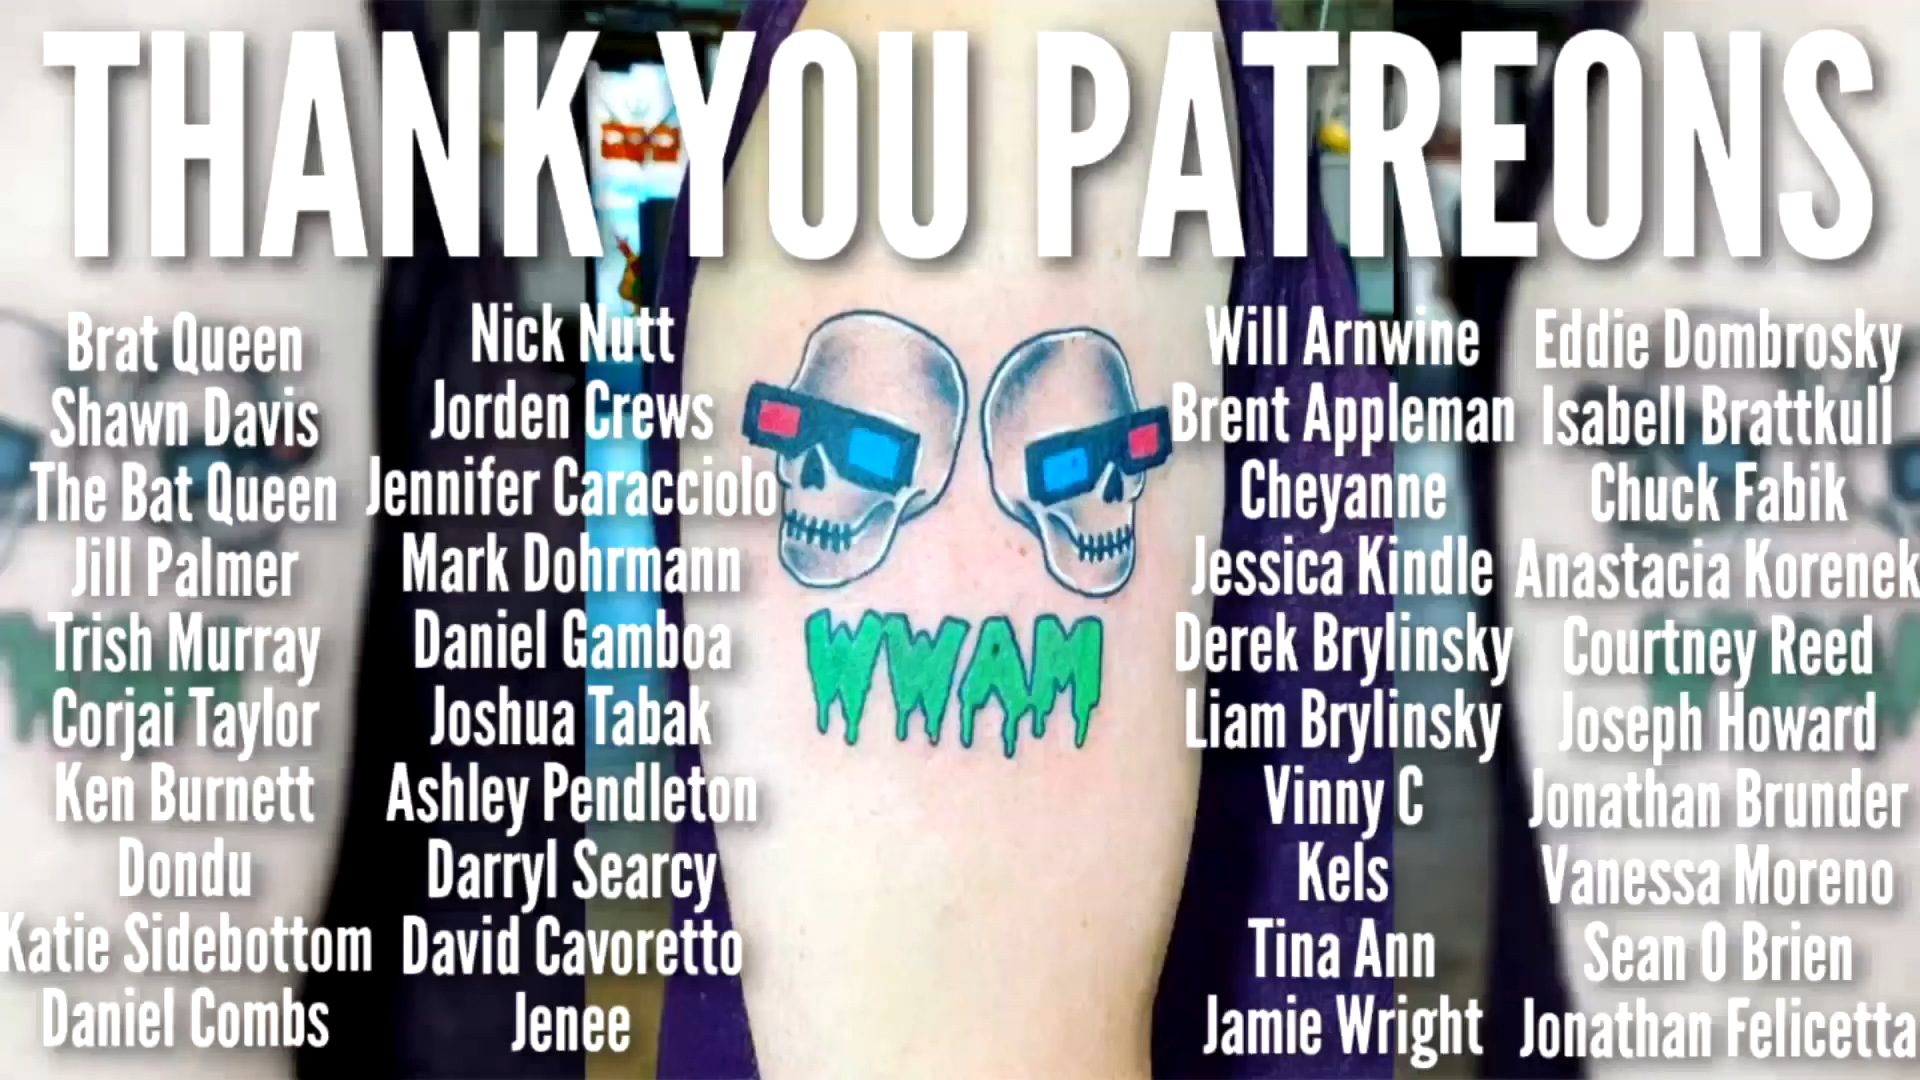 THANK YOU PATREONS
Brat Queen
Shawn Davis
The Bat Queen
Jill Palmer
Trish Murray
Corjai Taylor
Ken Burnett
Dondu
Katie Sidebottom
Daniel Combs
Nick Nutt
Jorden Crews
Jennifer Caracciolo
Mark Dohrmann
Daniel Gamboa
Joshua Tabak
Ashley Pendleton
Darryl Searcy
David Cavoretto
Jenee
WWAM
Will Arnwine
Brent Appleman
Cheyanne
Jessica Kindle
Derek Brylinsky
Liam Brylinsky
Vinny C
Kels
Tina Ann
Jamie Wright
Eddie Dombrosky
Isabell Brattkull
Chuck Fabik
Anastacia Korenek
Courtney Reed
Joseph Howard
Jonathan Brunder
Vanessa Moreno
Sean O Brien
Jonathan Felicetta